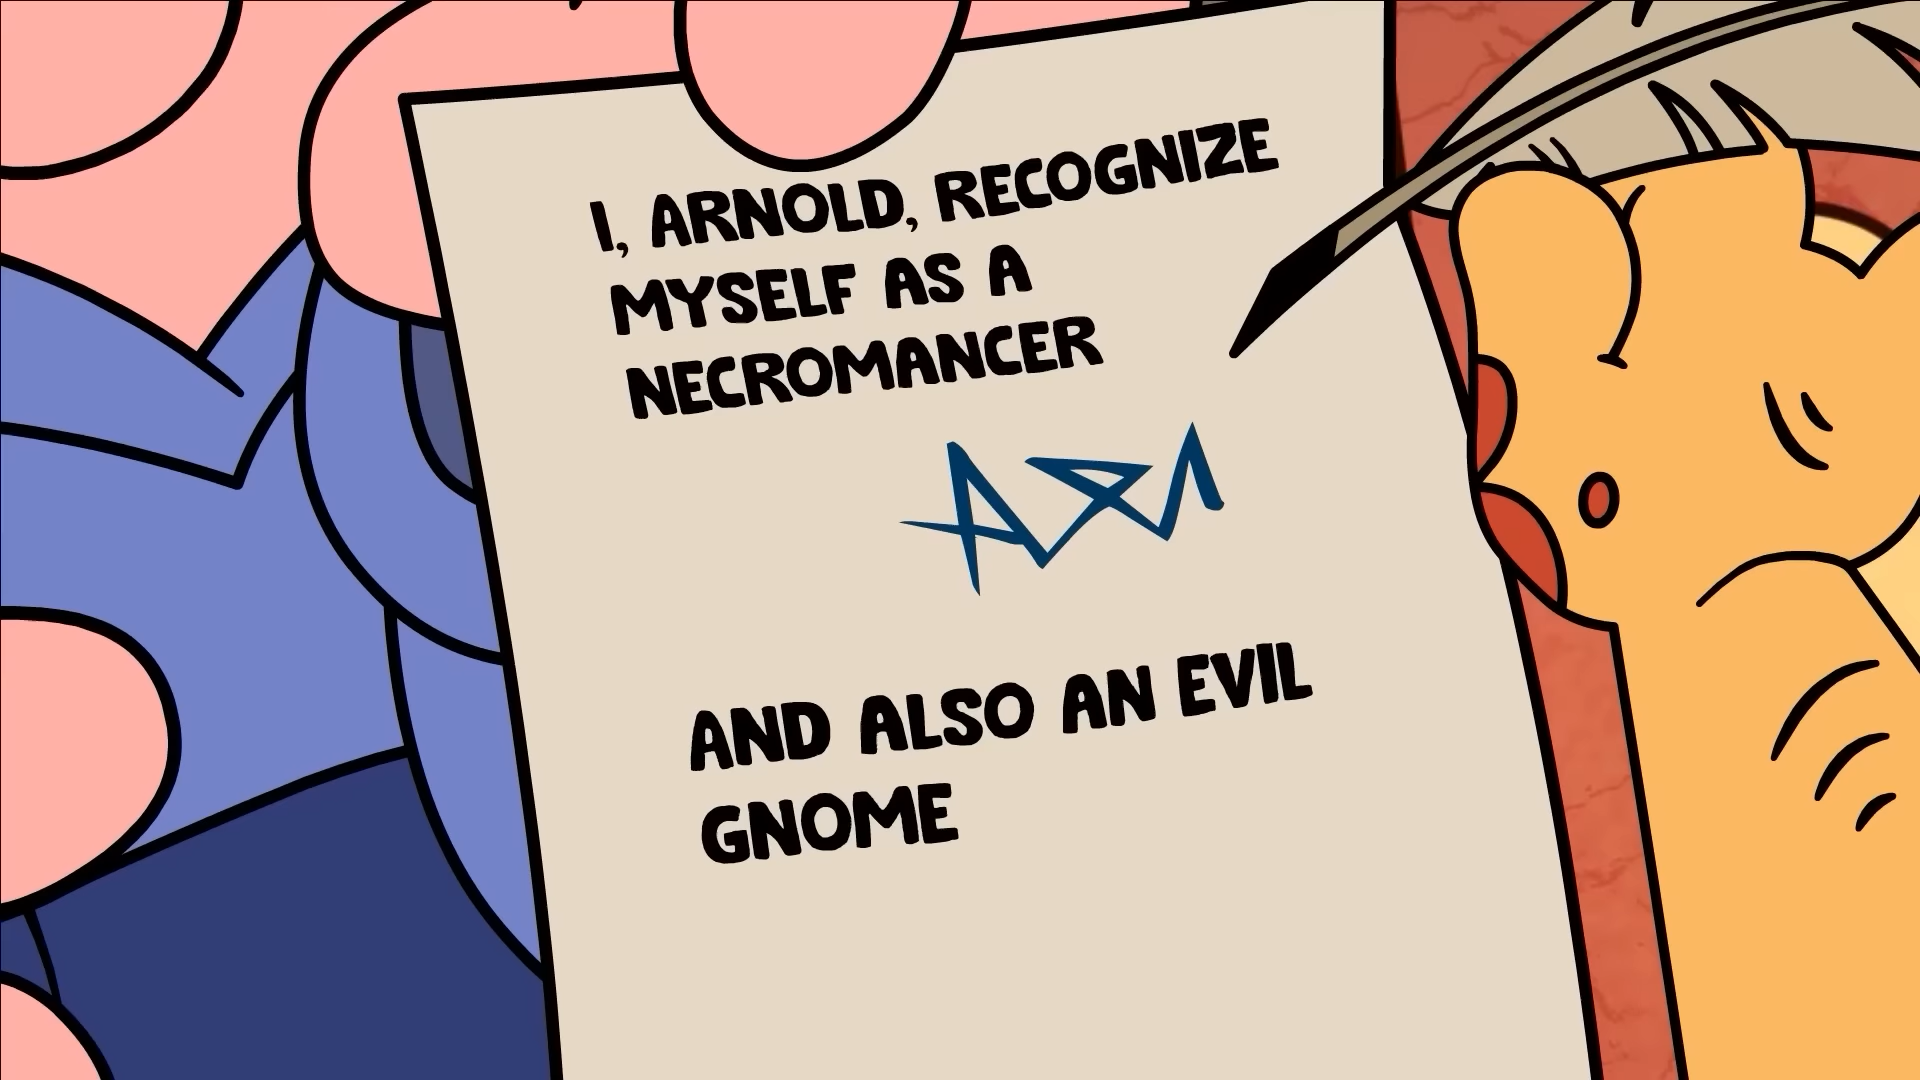 I, ARNOLD, RECOGNIZE
MYSELF AS A
NECROMANCER
AND ALSO AN EVIL
GNOME